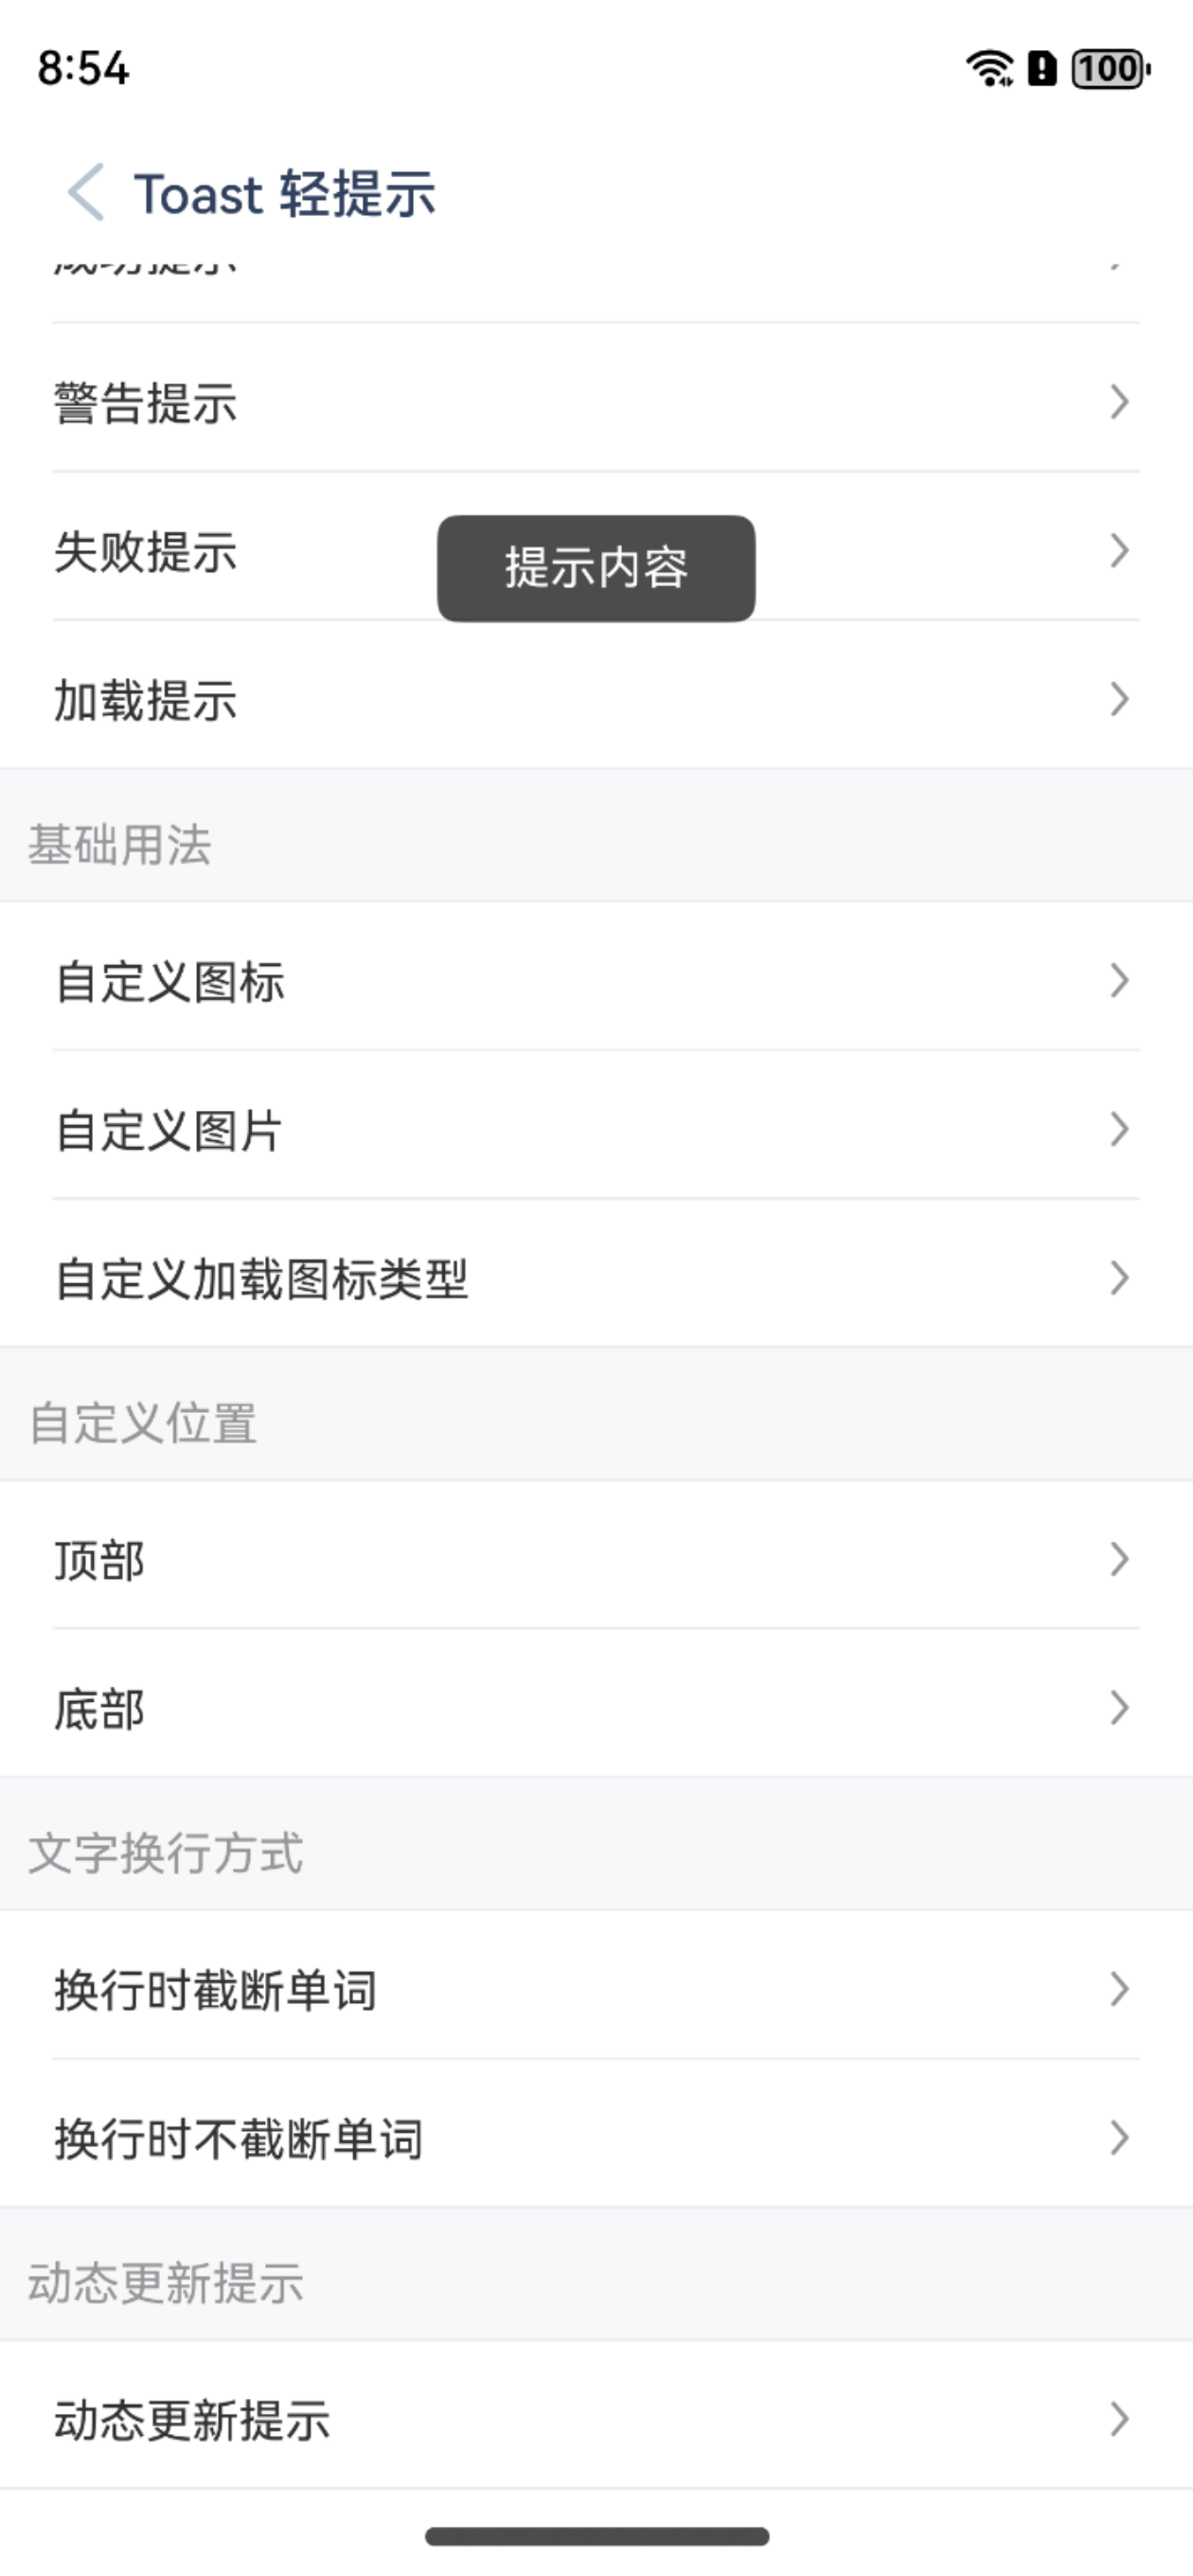 8:54
100
Toast 轻提示
警告提示
失败提示
提示内容
加载提示
基础用法
自定义图标
自定义图片
自定义加载图标类型
自定义位置
顶部
底部
文字换行方式
换行时截断单词
换行时不截断单词
动态更新提示
动态更新提示